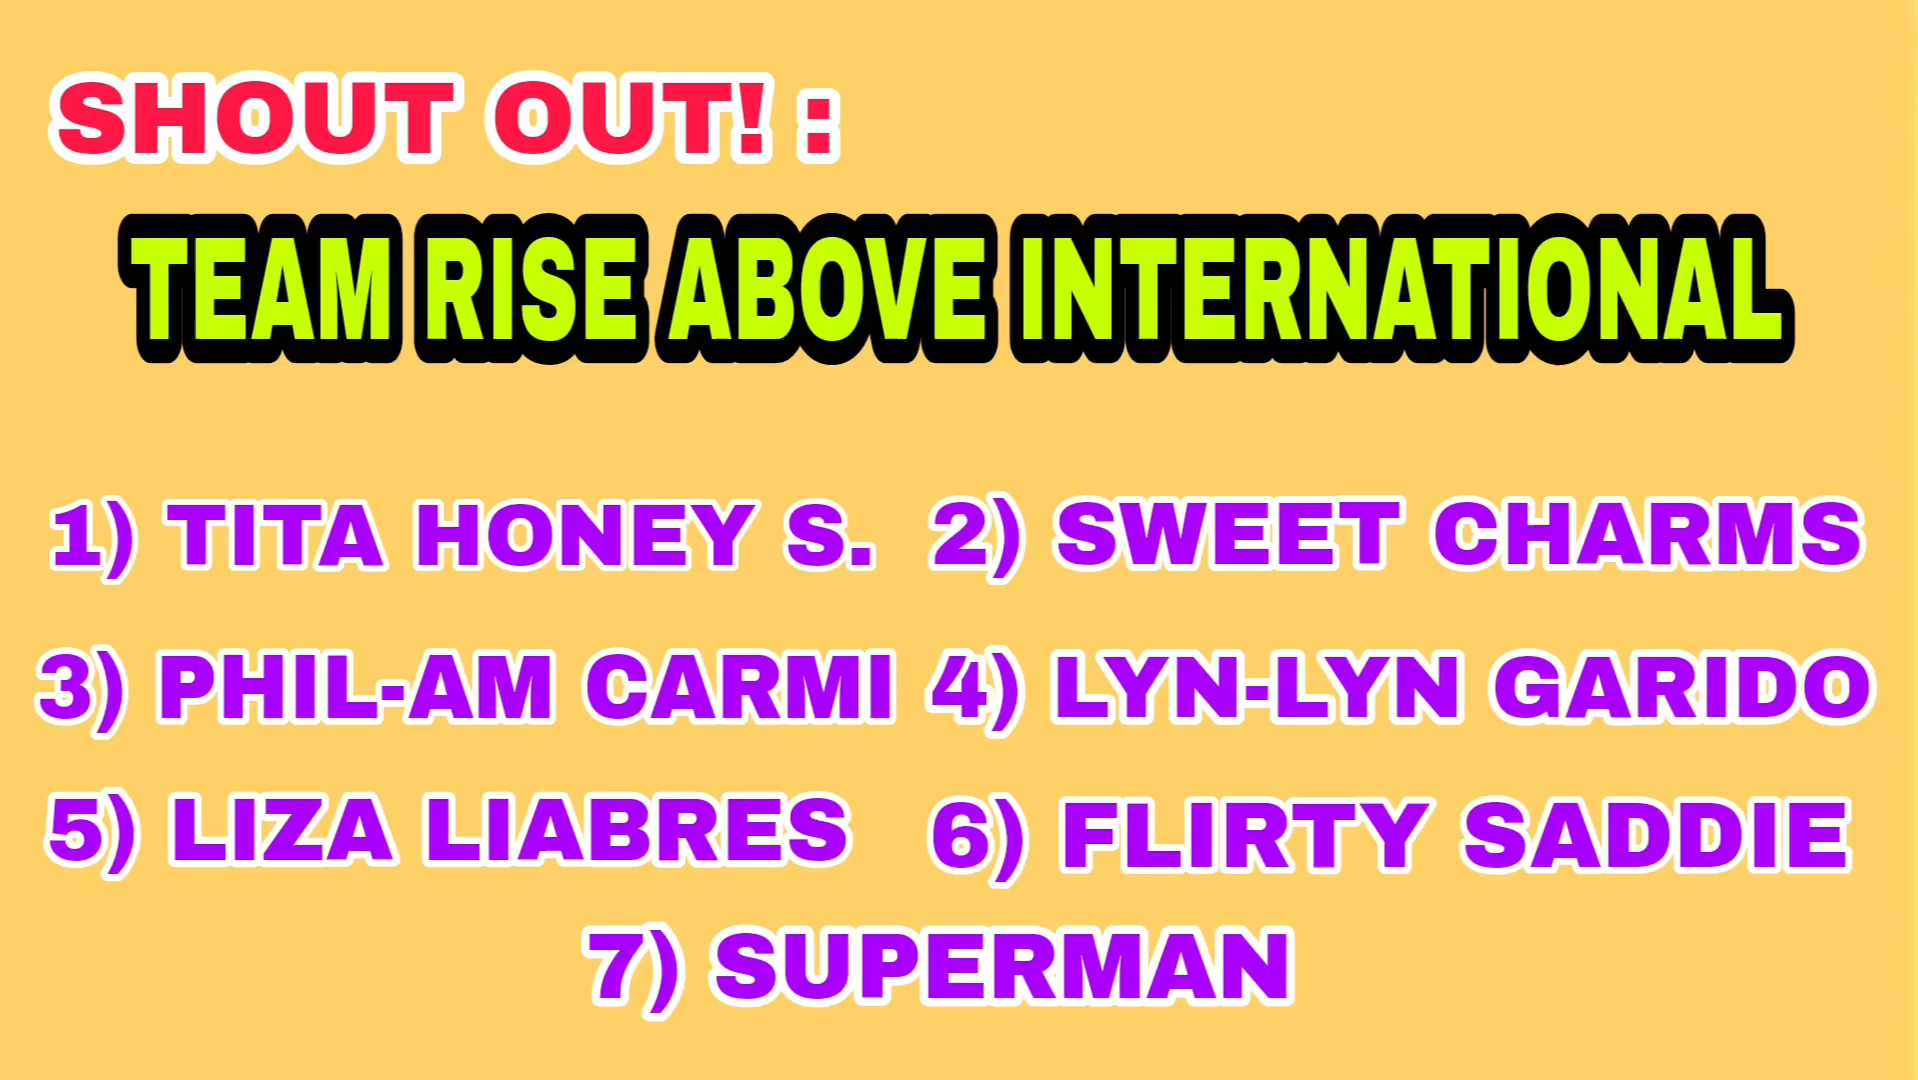 SHOUT OUT! :
TEAM RISE ABOVE INTERNATIONAL
1) TITA HONEY S. 2) SWEET CHARMS
3) PHIL-AM CARMI 4) LYN-LYN GARIDO
5) LIZA LIABRES 6) FLIRTY SADDIE
7) SUPERMAN